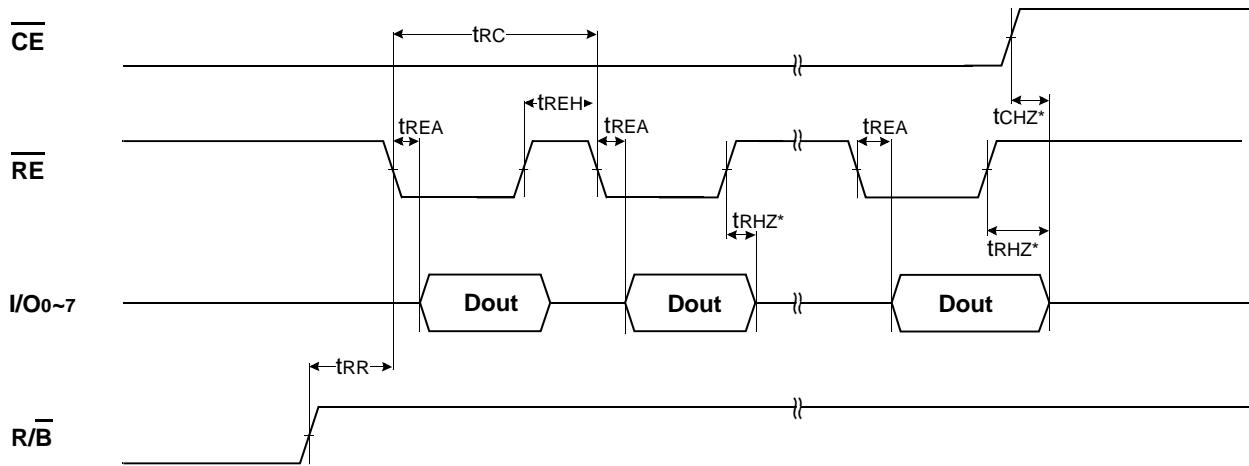 CE
tRC
tREH
tCHZ*
tREA
tREA
tREA
RE
tRHZ*
tRHZ*
I/O0~7
Dout
Dout
Dout
tRR
R/B